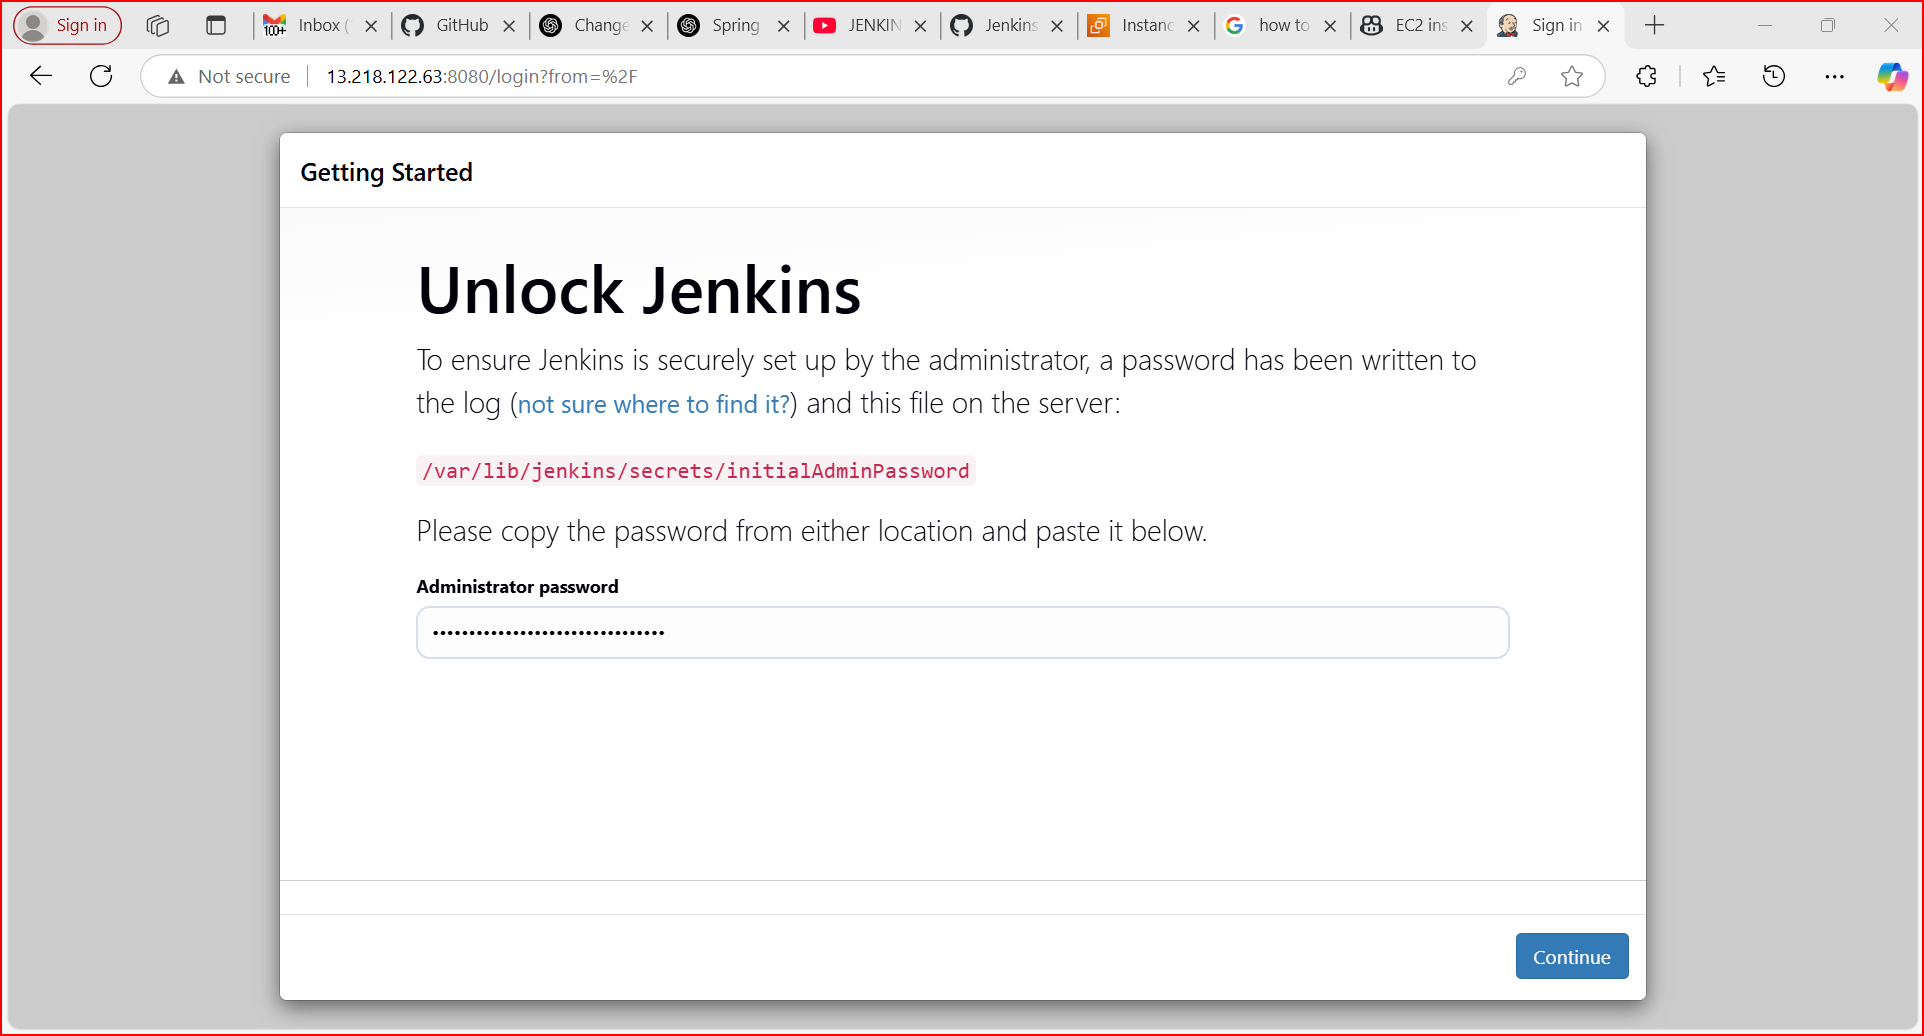 Sign in
100+
Inbox (
GitHub
Change
Spring
JENKIN
Jenkins
Instanc
how to
EC2 ins
Sign in
Not secure
13.218.122.63:8080/login?from=%2F
Getting Started
Unlock Jenkins
To ensure Jenkins is securely set up by the administrator, a password has been written to
the log (not sure where to find it?) and this file on the server:
/var/lib/jenkins/secrets/initialAdminPassword
Please copy the password from either location and paste it below.
Administrator password
••••••••••••••••••••••••••••••••
Continue